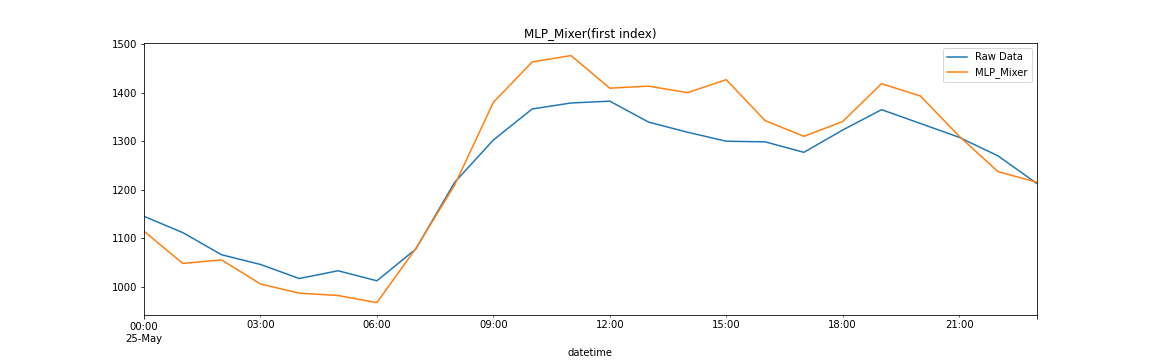 MLP_Mixer(first index)
1500
1400
1300
1200
1100
1000
Raw Data
MLP_Mixer
00:00 03:00 06:00 09:00 12:00 15:00 18:00 21:00
25-May
datetime